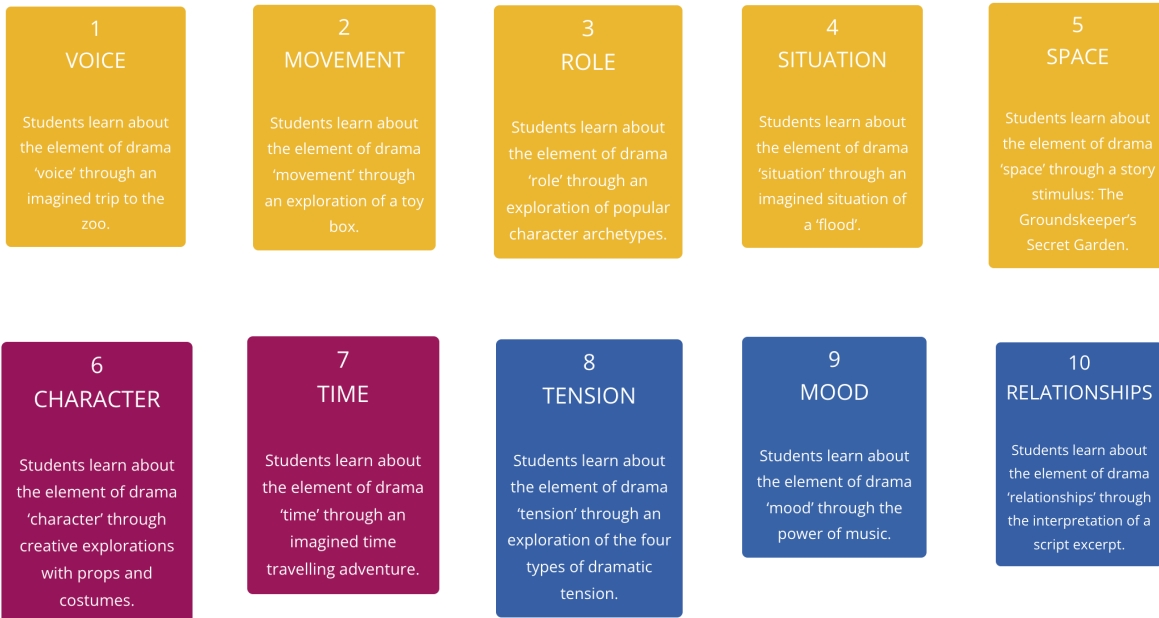 1
VOICE
Students learn about
the element of drama
‘voice’ through an
imagined trip to the
zoo.
2
MOVEMENT
Students learn about
the element of drama
‘movement’ through
an exploration of a toy
box.
3
ROLE
Students learn about
the element of drama
‘role’ through an
exploration of popular
character archetypes.
4
SITUATION
Students learn about
the element of drama
‘situation’ through an
imagined situation of
a ‘flood’.
5
SPACE
Students learn about
the element of drama
‘space’ through a story
stimulus: The
Groundskeeper’s
Secret Garden.
6
CHARACTER
Students learn about
the element of drama
‘character’ through
creative explorations
with props and
costumes.
7
TIME
Students learn about
the element of drama
‘time’ through an
imagined time
travelling adventure.
8
TENSION
Students learn about
the element of drama
‘tension’ through an
exploration of the four
types of dramatic
tension.
9
MOOD
Students learn about
the element of drama
‘mood’ through the
power of music.
10
RELATIONSHIPS
Students learn about
the element of drama
‘relationships’ through
the interpretation of a
script excerpt.